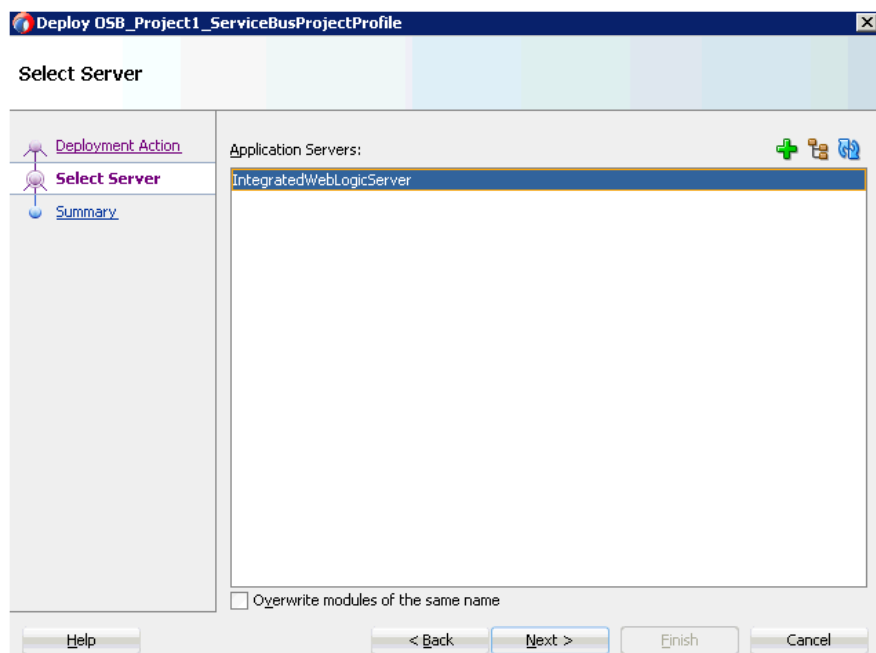 Deploy OSB_Project1_ServiceBusProjectProfile
Select Server
Deployment Action
Select Server
Summary
Application Servers:
IntegratedWebLogicServer
Overwrite modules of the same name
Help
< Back
Next >
Finish
Cancel